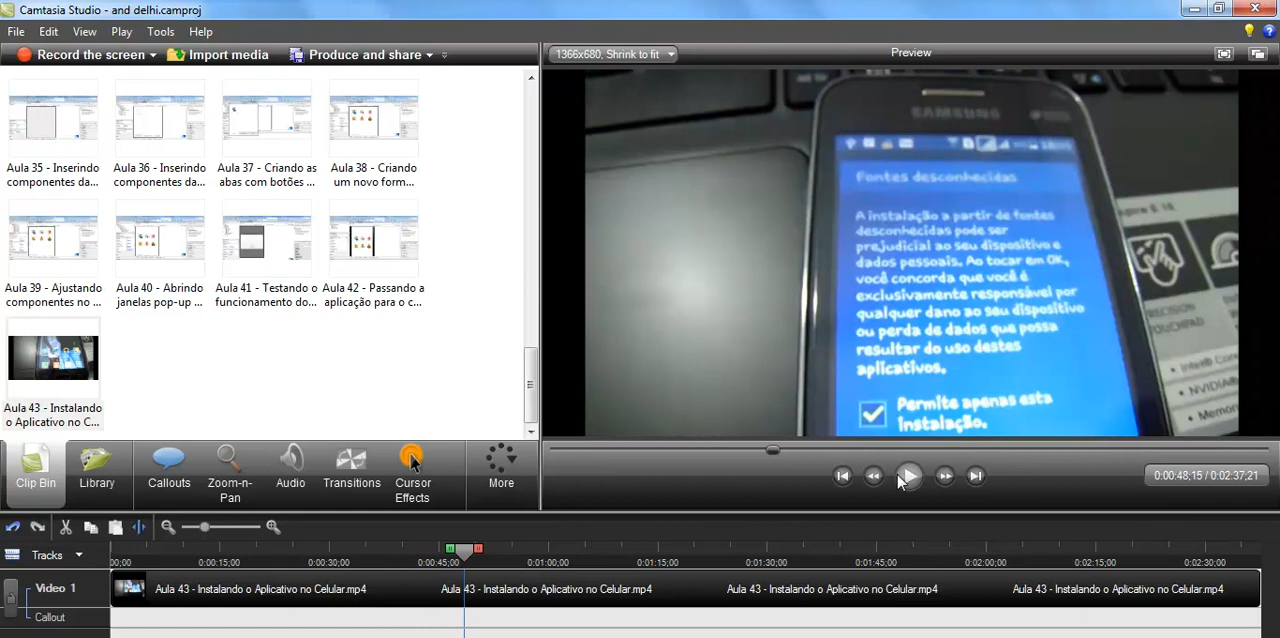 Camtasia Studio - and delhi.camproj
File Edit View Play Tools Help
Record the screen Import media Produce and share
1366x680, Shrink to fit Preview
Aula 35 - Inserindo componentes da...
Aula 36 - Inserindo componentes da...
Aula 37 - Criando as abas com botões ...
Aula 38 - Criando um novo form...
Aula 39 - Ajustando componentes no ...
Aula 40 - Abrindo janelas pop-up ...
Aula 41 - Testando funcionamento do...
Aula 42 - Passando a aplicação para o c...
Aula 43 - Instalando o Aplicativo no C...
SAMSUNG
Fontes desconhecidas
A instalação a partir de fontes
desconhecidas pode ser
prejudicial ao seu dispositivo e
dados pessoais. Ao tocar em OK,
você concorda que você é
exclusivamente responsável por
qualquer dano ao seu dispositivo
ou perda de dados que possa
resultar do uso destes
aplicativos.
Permite apenas esta
instalação.
TOUCHPAD
Clip Bin Library Callouts Zoom-n-Pan Audio Transitions Cursor Effects More
0:00:48;15 / 0:02:37;21
Tracks
00;00 0:00:15;00 0:00:30;00 0:00:45;00 0:01:00;00 0:01:15;00 0:01:30;00 0:01:45;00 0:02:00;00 0:02:15;00 0:02:30;00
Video 1 Aula 43 - Instalando o Aplicativo no Celular.mp4 Aula 43 - Instalando o Aplicativo no Celular.mp4 Aula 43 - Instalando o Aplicativo no Celular.mp4 Aula 43 - Instalando o Aplicativo no Celular.mp4
Callout